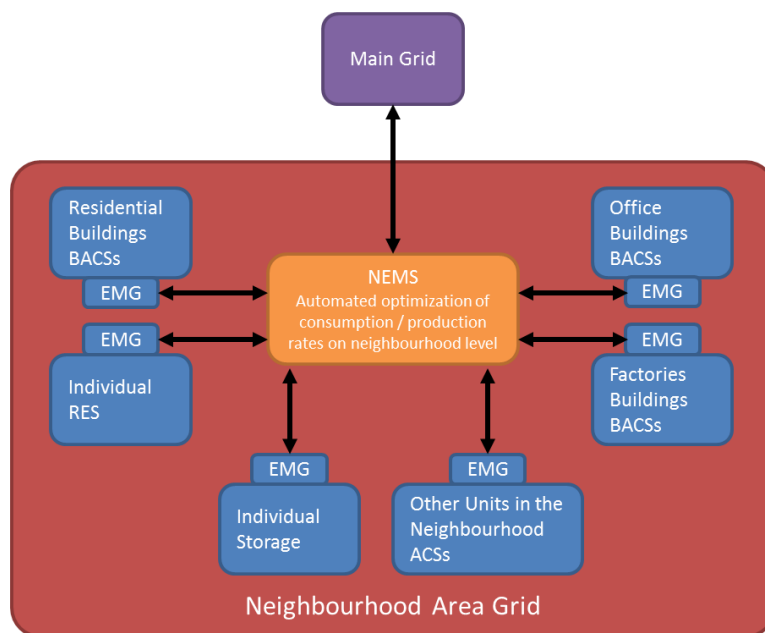 Main Grid
Residential
Buildings
BACSs
EMG
Office
Buildings
BACSs
EMG
NEMS
Automated optimization of
consumption / production
rates on neighbourhood level
EMG
Individual
RES
EMG
Factories
Buildings
BACSs
EMG
Individual
Storage
EMG
Other Units in the
Neighbourhood
ACSs
Neighbourhood Area Grid